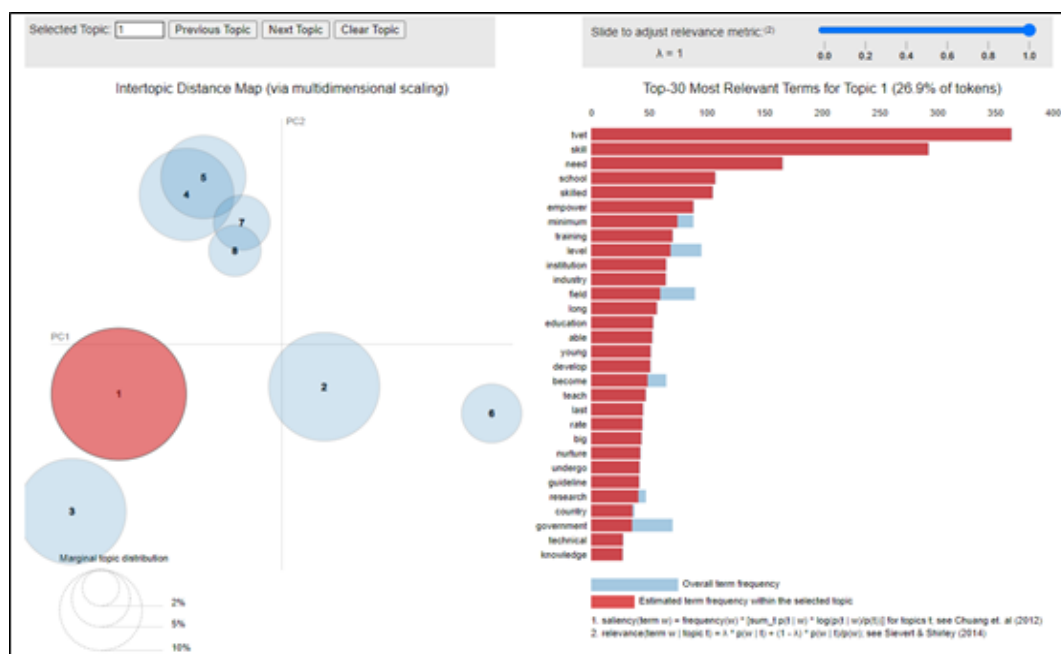 Selected Topic: 1 Previous Topic Next Topic Clear Topic
Slide to adjust relevance metric:(2)
λ = 1
0.0 0.2 0.4 0.6 0.8 1.0
Intertopic Distance Map (via multidimensional scaling)
PC2
PC1
5
4
7
8
1
2
6
3
Marginal topic distribution
2%
5%
10%
Top-30 Most Relevant Terms for Topic 1 (26.9% of tokens)
0 50 100 150 200 250 300 350 400
tvet
skill
need
school
skilled
empower
minimum
training
level
institution
industry
field
long
education
able
young
develop
become
teach
last
rate
big
nurture
undergo
guideline
research
country
government
technical
knowledge
Overall term frequency
Estimated term frequency within the selected topic
1. saliency(term w) = frequency(w) * [sum_t p(t | w) * log(p(t | w)/p(t))] for topics t; see Chuang et. al (2012)
2. relevance(term w | topic t) = λ * p(w | t) + (1 - λ) * p(w | t)/p(w); see Sievert & Shirley (2014)